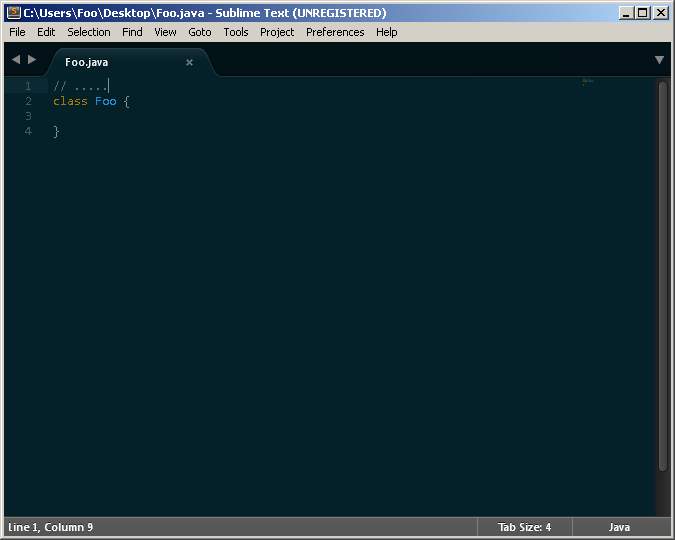 C:\Users\Foo\Desktop\Foo.java - Sublime Text (UNREGISTERED)
File Edit Selection Find View Goto Tools Project Preferences Help
Foo.java
1 // .....
2 class Foo {
3
4 }
Line 1, Column 9 Tab Size: 4 Java